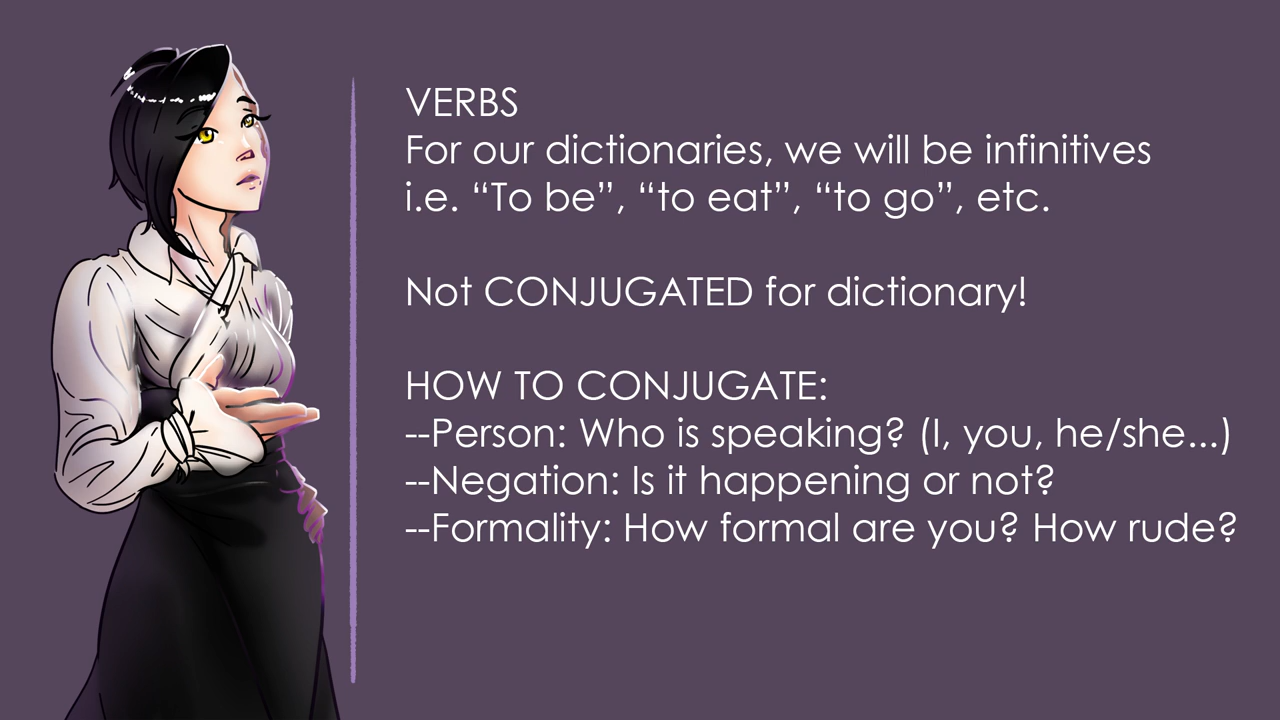 VERBS
For our dictionaries, we will be infinitives
i.e. “To be”, “to eat”, “to go”, etc.
Not CONJUGATED for dictionary!
HOW TO CONJUGATE:
--Person: Who is speaking? (I, you, he/she...)
--Negation: Is it happening or not?
--Formality: How formal are you? How rude?